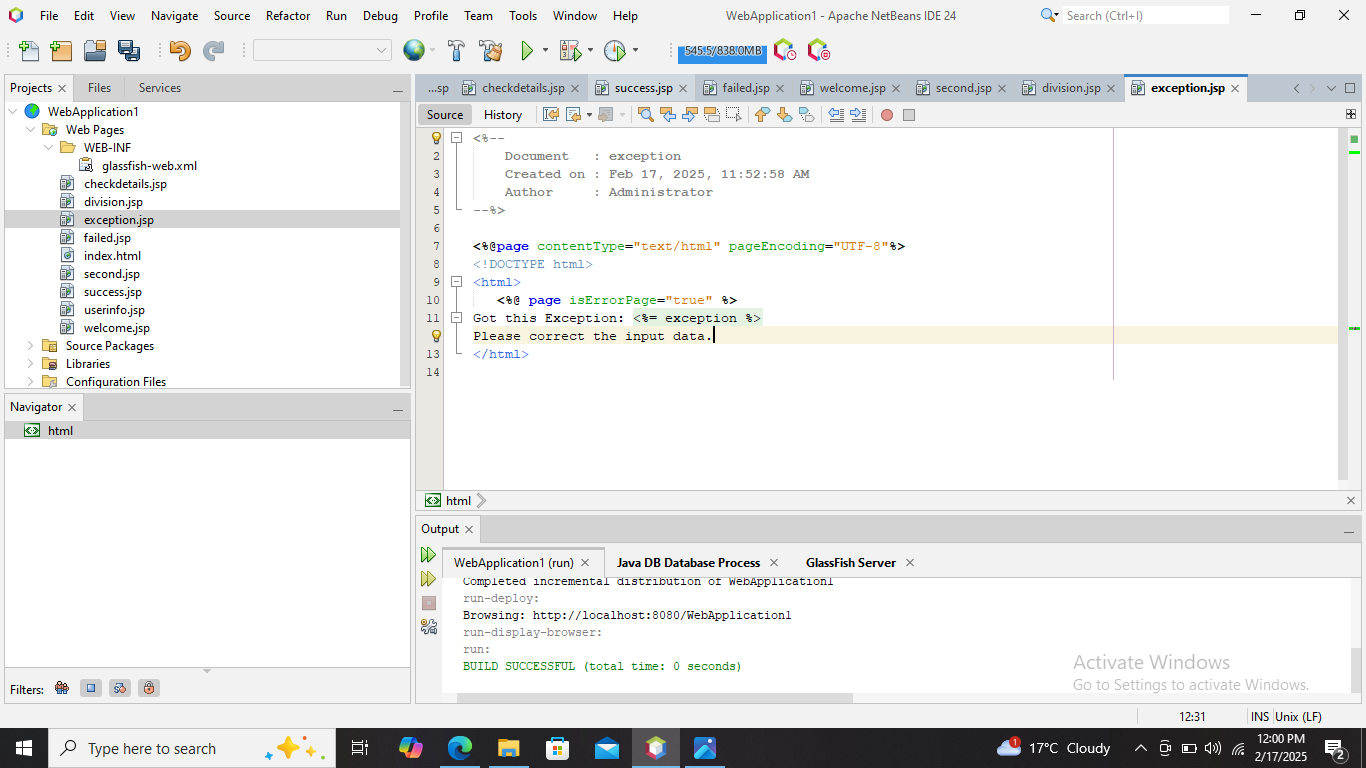 File Edit View Navigate Source Refactor Run Debug Profile Team Tools Window Help
WebApplication1 - Apache NetBeans IDE 24
Search (Ctrl+I)
545.5/838.0MB
Projects
Files
Services
...sp
checkdetails.jsp
success.jsp
failed.jsp
welcome.jsp
second.jsp
division.jsp
exception.jsp
Source
History
WebApplication1
Web Pages
WEB-INF
glassfish-web.xml
checkdetails.jsp
division.jsp
exception.jsp
failed.jsp
index.html
second.jsp
success.jsp
userinfo.jsp
welcome.jsp
Source Packages
Libraries
Configuration Files
<%--
2 Document : exception
3 Created on : Feb 17, 2025, 11:52:58 AM
4 Author : Administrator
5 --%>
6
7 <%@page contentType="text/html" pageEncoding="UTF-8"%>
8 <!DOCTYPE html>
9 <html>
10 <%@ page isErrorPage="true" %>
11 Got this Exception: <%= exception %>
Please correct the input data.
13 </html>
14
Navigator
html
Filters:
html
Output
WebApplication1 (run)
Java DB Database Process
GlassFish Server
Completed incremental distribution of WebApplication1
run-deploy:
Browsing: http://localhost:8080/WebApplication1
run-display-browser:
run:
BUILD SUCCESSFUL (total time: 0 seconds)
Activate Windows
Go to Settings to activate Windows.
12:31
INS
Unix (LF)
Type here to search
1
17°C Cloudy
12:00 PM
2/17/2025
2